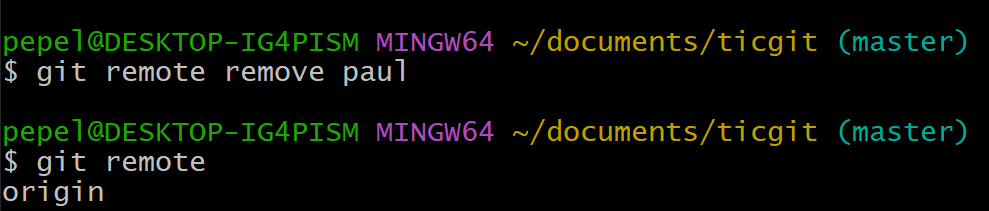 pepel@DESKTOP-IG4PISM MINGW64 ~/documents/ticgit (master)
$ git remote remove paul
pepel@DESKTOP-IG4PISM MINGW64 ~/documents/ticgit (master)
$ git remote
origin